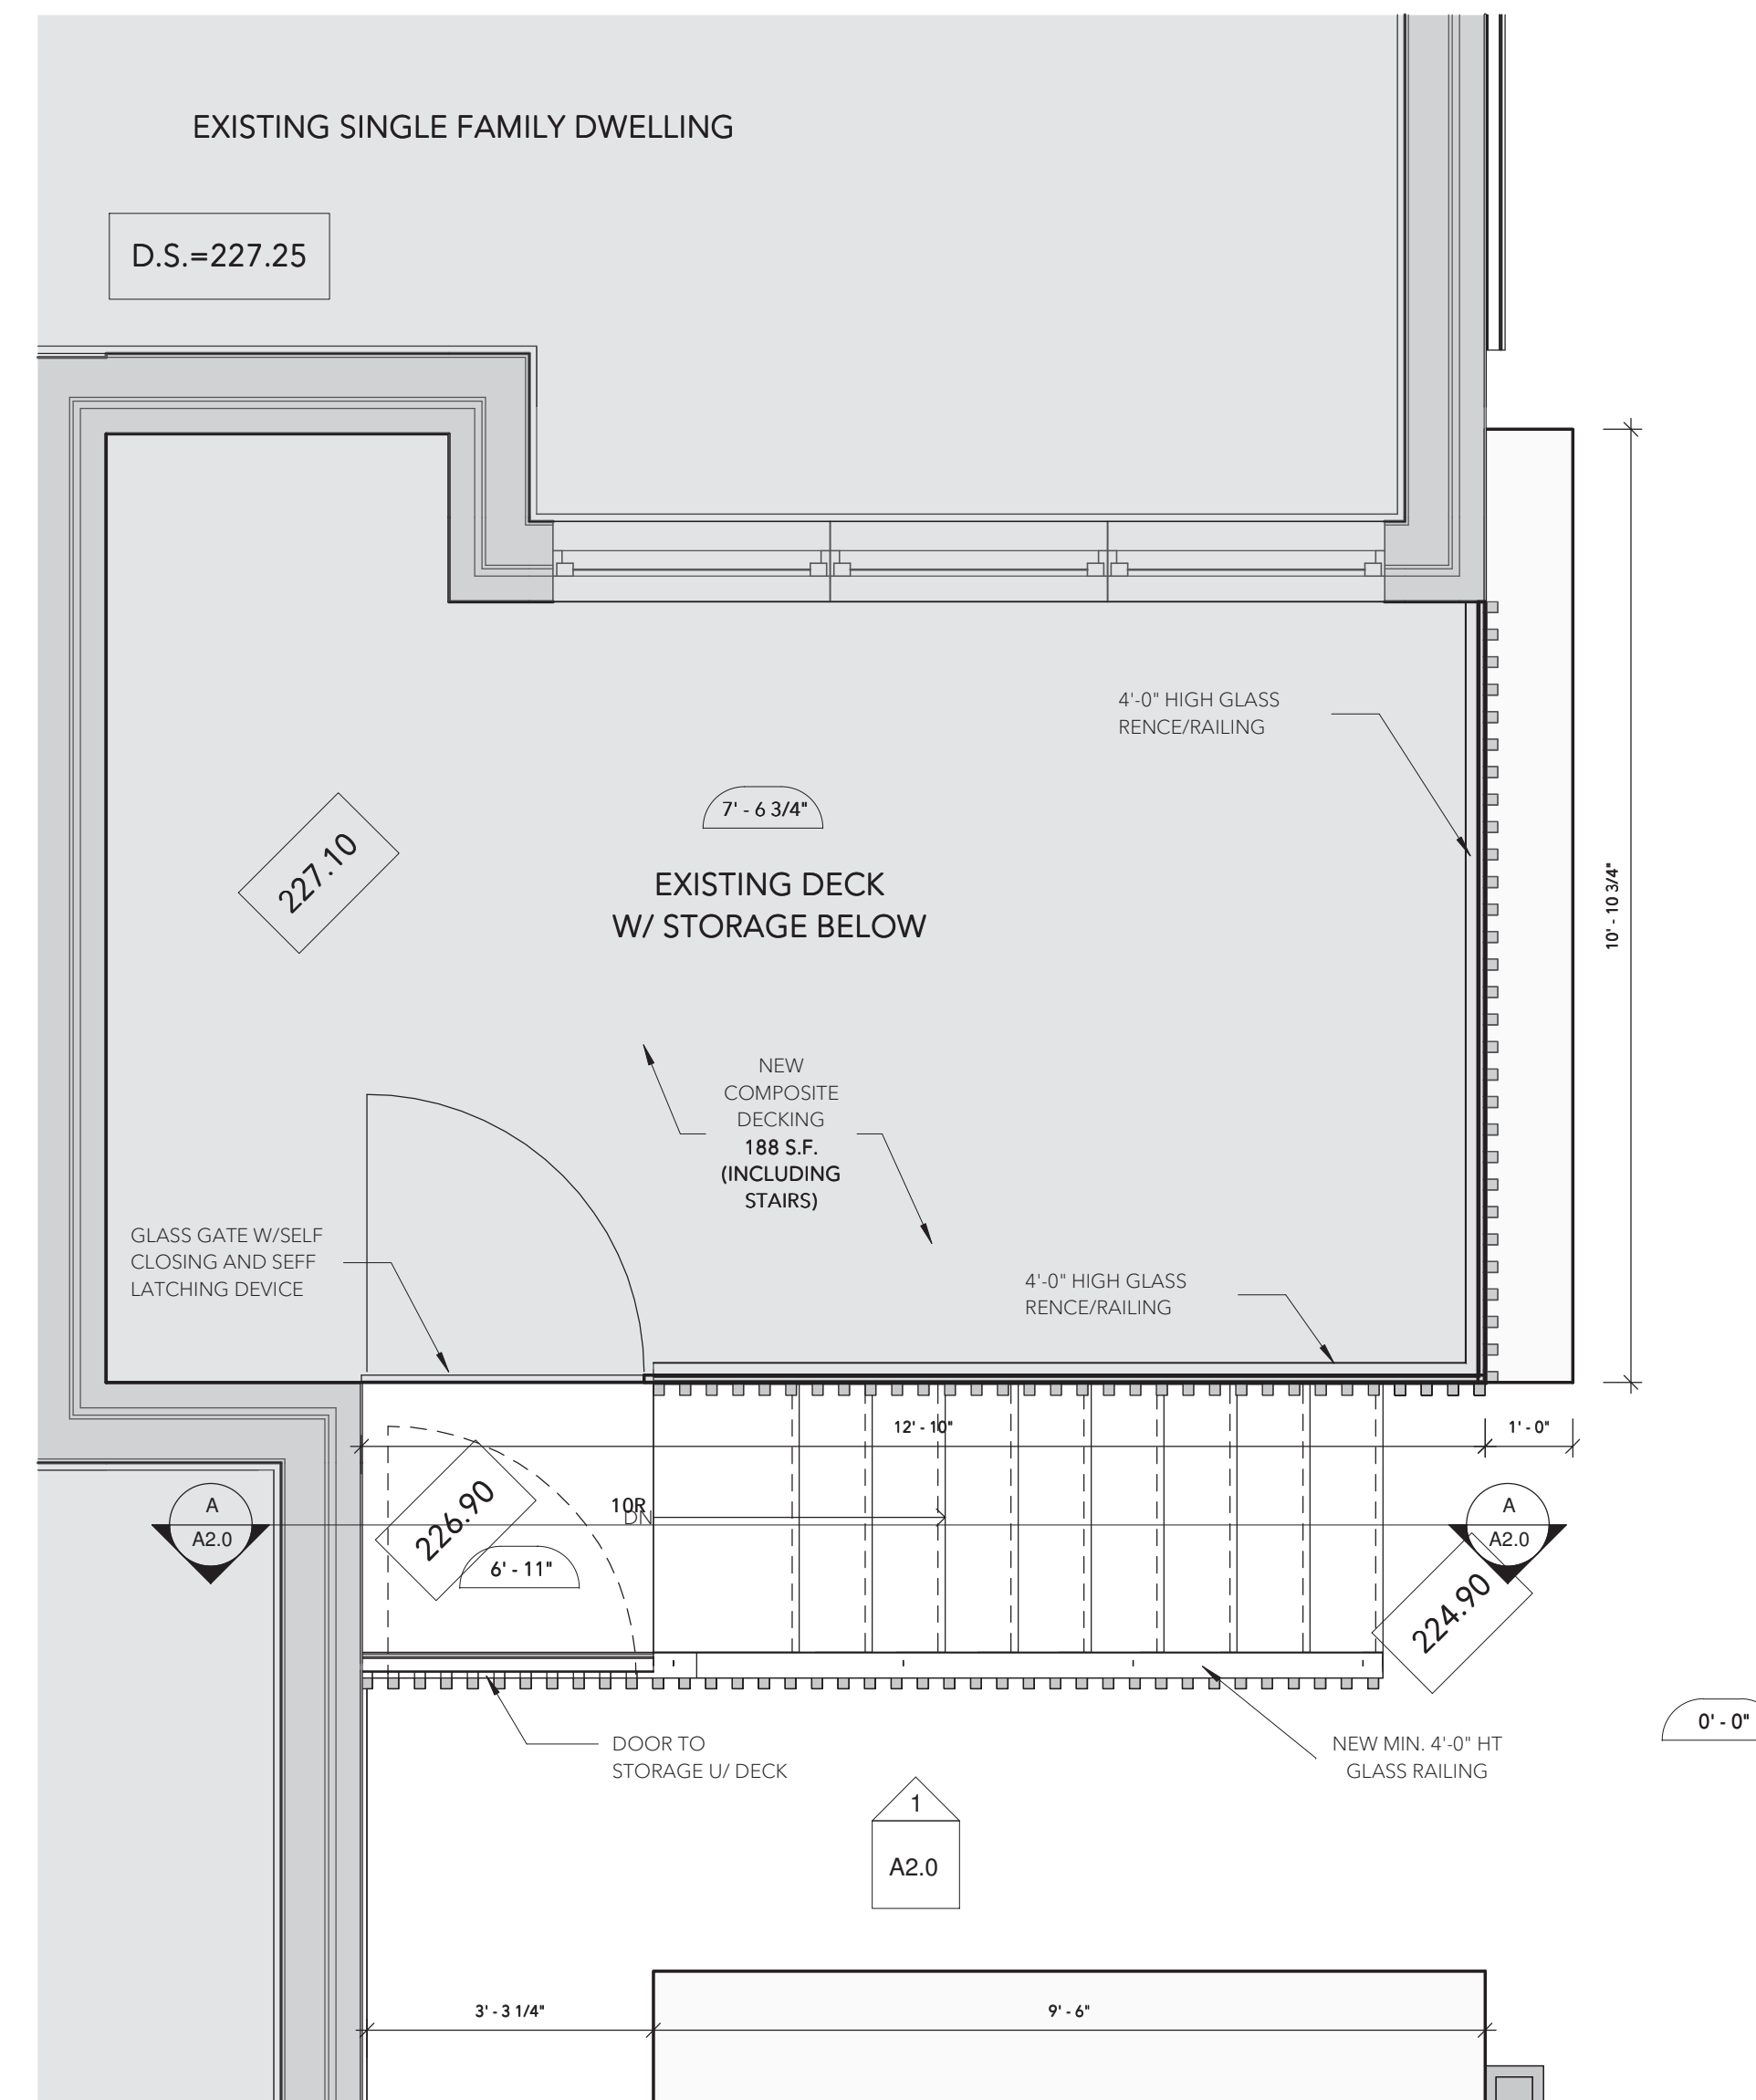 EXISTING SINGLE FAMILY DWELLING
D.S.=227.25
4'-0" HIGH GLASS
RENCE/RAILING
7' - 6 3/4"
227.10
EXISTING DECK
W/ STORAGE BELOW
10' - 10 3/4"
NEW
COMPOSITE
DECKING
188 S.F.
(INCLUDING
STAIRS)
GLASS GATE W/SELF
CLOSING AND SEFF
LATCHING DEVICE
4'-0" HIGH GLASS
RENCE/RAILING
12' - 10"
1' - 0"
A
A2.0
226.90
10R
DN
6' - 11"
A
A2.0
224.90
0' - 0"
DOOR TO
STORAGE U/ DECK
NEW MIN. 4'-0" HT
GLASS RAILING
1
A2.0
3' - 3 1/4"
9' - 6"